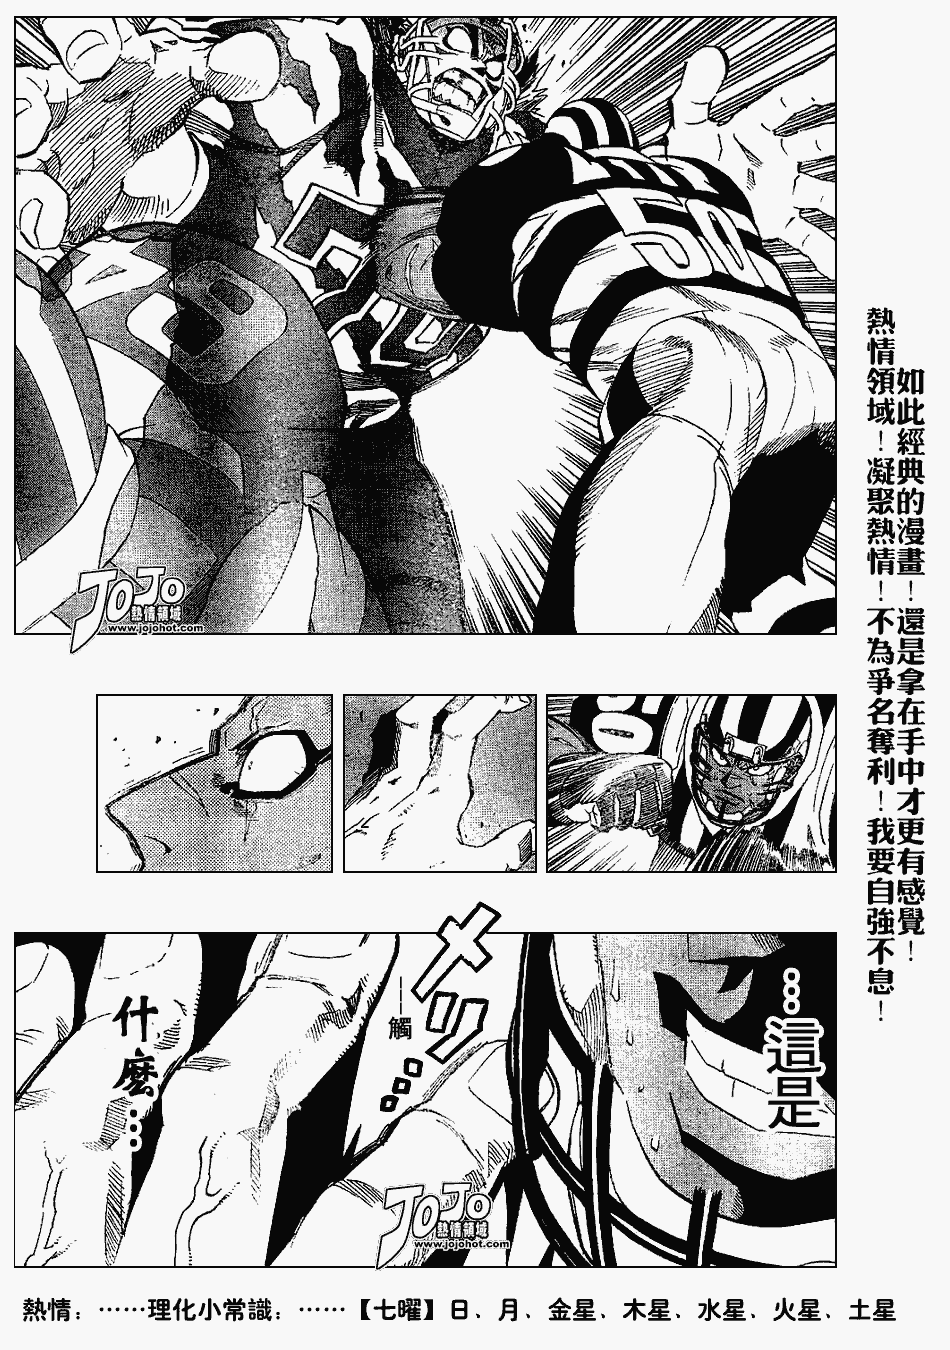 50
如此經典的漫畫！還是拿在手中才更有感覺！
熱情領域！凝聚熱情！不為爭名奪利！我要自強不息！
JOJO
熱情領域
www.jojohot.com
…這是
メリ…
—觸
什麼…
JOJO
熱情領域
www.jojohot.com
熱情：……理化小常識：……【七曜】日、月、金星、木星、水星、火星、土星